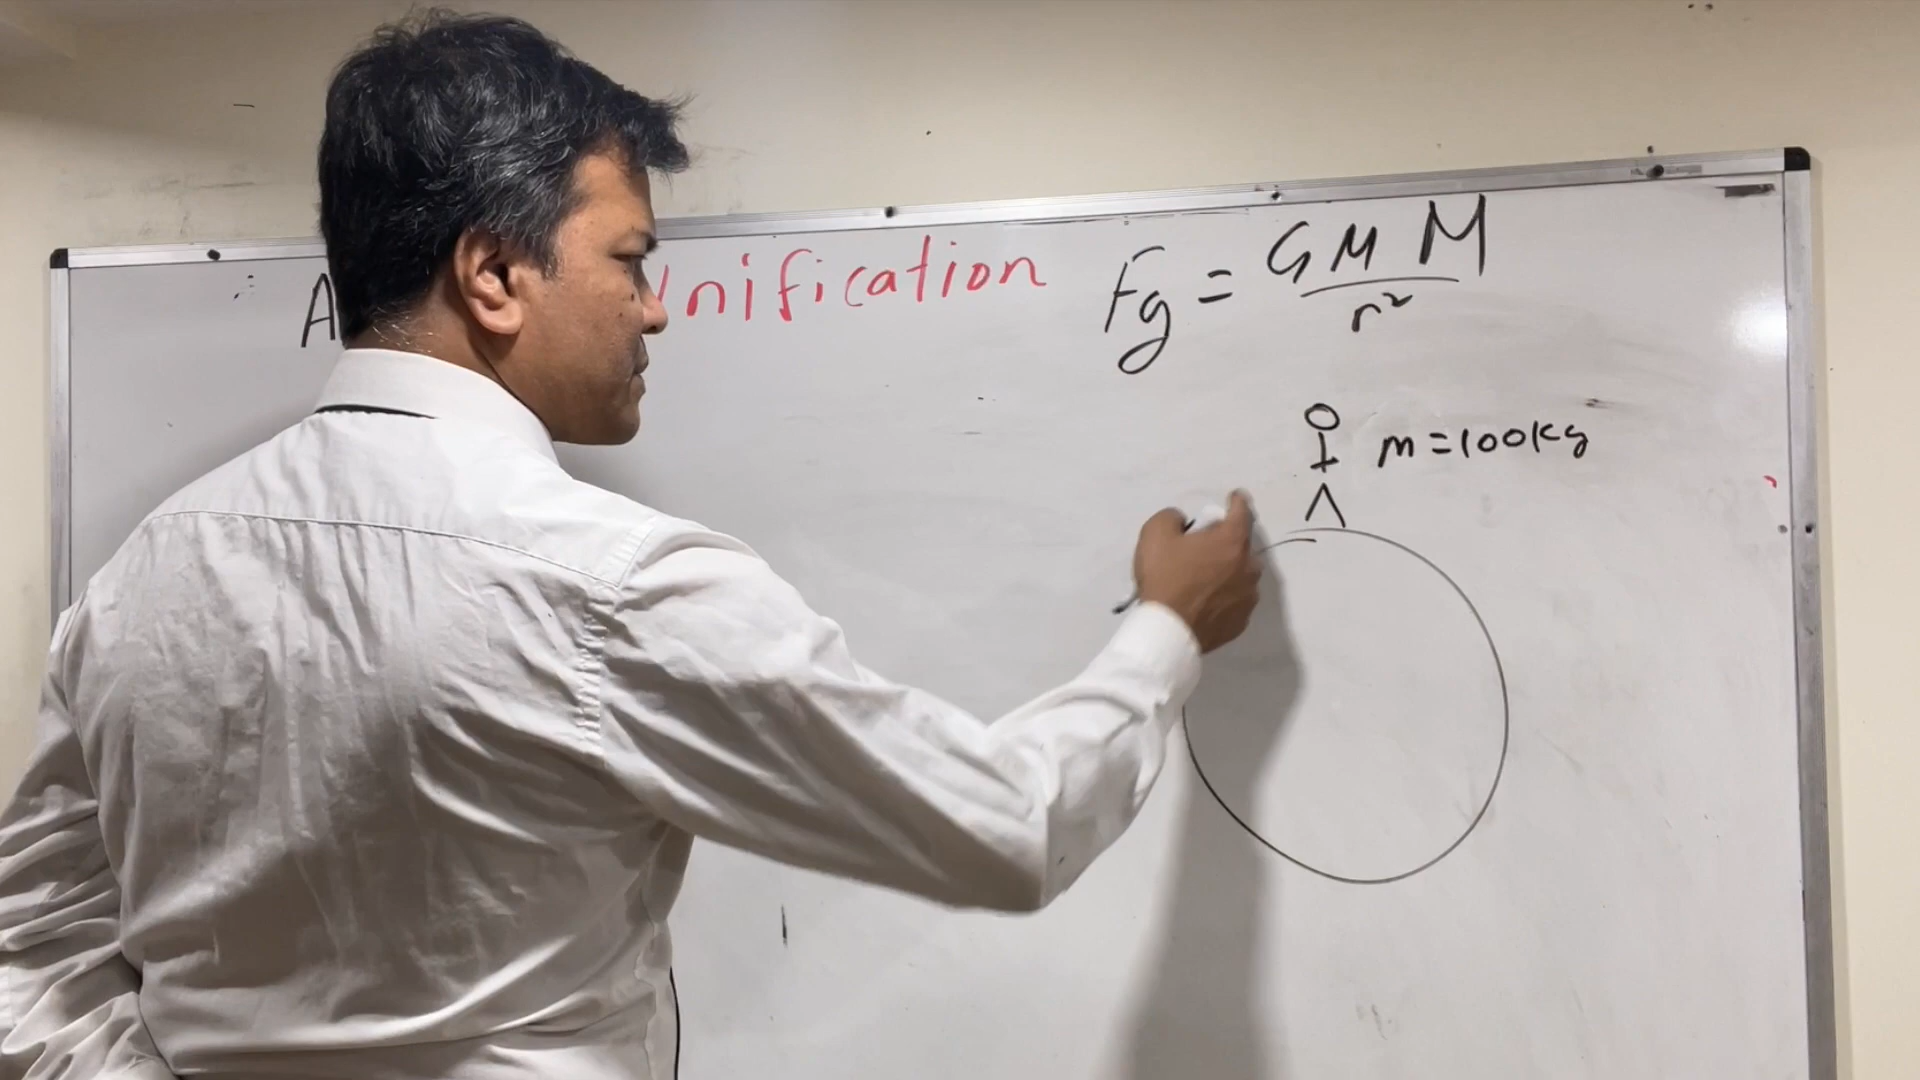 A nification
Fg = GMM/r²
m=100kg